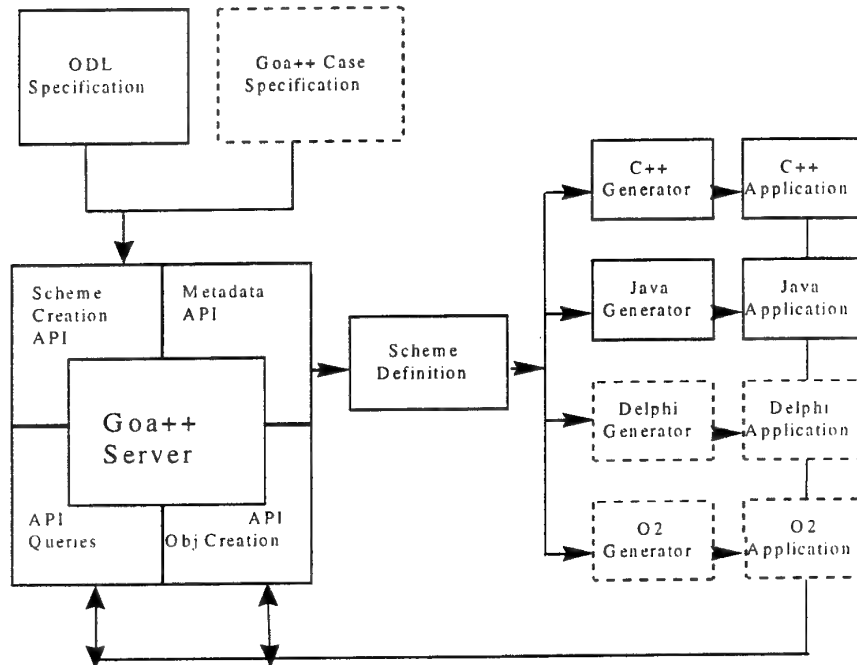 ODL
Specification
Goa++ Case
Specification
Scheme
Creation
API
Metadata
API
Goa++
Server
API
Queries
API
Obj Creation
Scheme
Definition
C++
Generator
C++
Application
Java
Generator
Java
Application
Delphi
Generator
Delphi
Application
O2
Generator
O2
Application